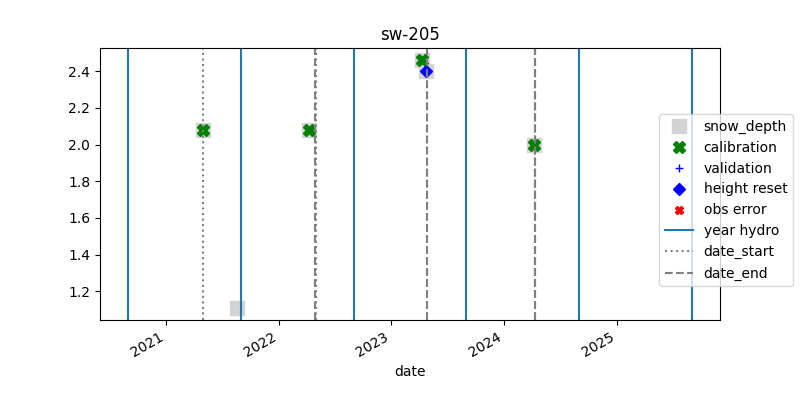 sw-205
2.4
2.2
2.0
1.8
1.6
1.4
1.2
snow_depth
calibration
validation
height reset
obs error
year hydro
date_start
date_end
2021
2022
2023
2024
2025
date